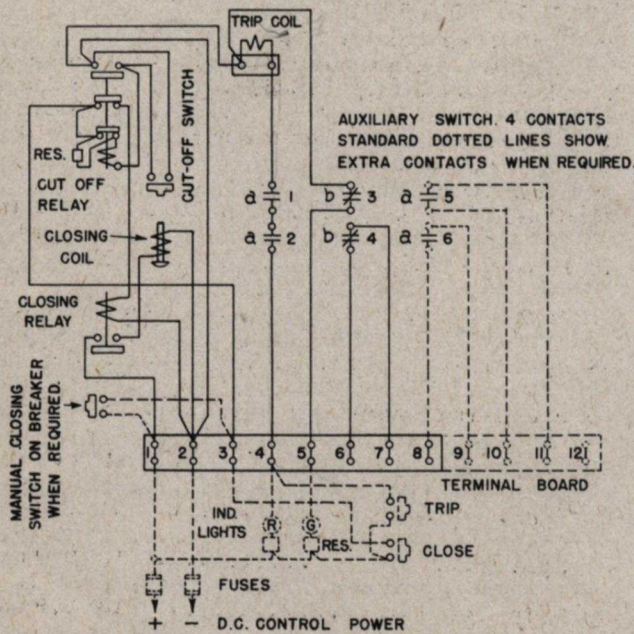 TRIP COIL
CUT-OFF SWITCH
AUXILIARY SWITCH. 4 CONTACTS
STANDARD DOTTED LINES SHOW
EXTRA CONTACTS WHEN REQUIRED.
RES.
CUT OFF
RELAY
a 1
b 3
a 5
a 2
b 4
a 6
CLOSING
COIL
CLOSING
RELAY
MANUAL CLOSING
SWITCH ON BREAKER
WHEN REQUIRED.
1 2 3 4 5 6 7 8 9 10 11 12
TERMINAL BOARD
IND.
LIGHTS
R
G
RES.
TRIP
CLOSE
FUSES
+ − D.C. CONTROL POWER